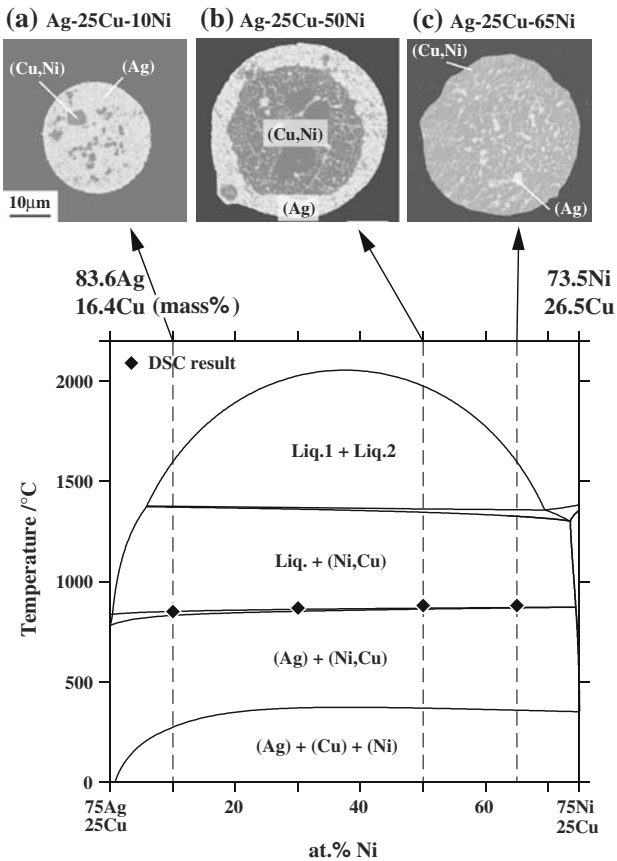 (a) Ag-25Cu-10Ni (b) Ag-25Cu-50Ni (c) Ag-25Cu-65Ni
(Cu,Ni) (Ag)
10μm
(Cu,Ni)
(Ag)
(Cu,Ni)
(Ag)
83.6Ag
16.4Cu (mass%)
73.5Ni
26.5Cu
◆ DSC result
2000
Liq.1 + Liq.2
1500
Temperature /°C
Liq. + (Ni,Cu)
1000
(Ag) + (Ni,Cu)
500
(Ag) + (Cu) + (Ni)
0
75Ag
25Cu
20 40 60
75Ni
25Cu
at.% Ni